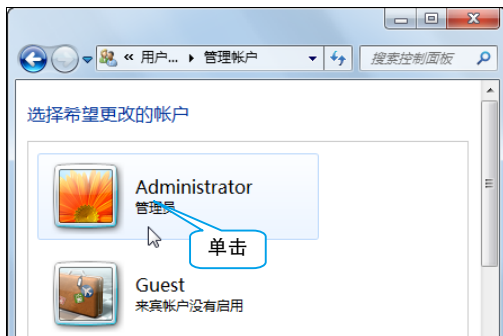 « 用户... ▸ 管理帐户
搜索控制面板
选择希望更改的帐户
Administrator
管理员
单击
Guest
来宾帐户没有启用